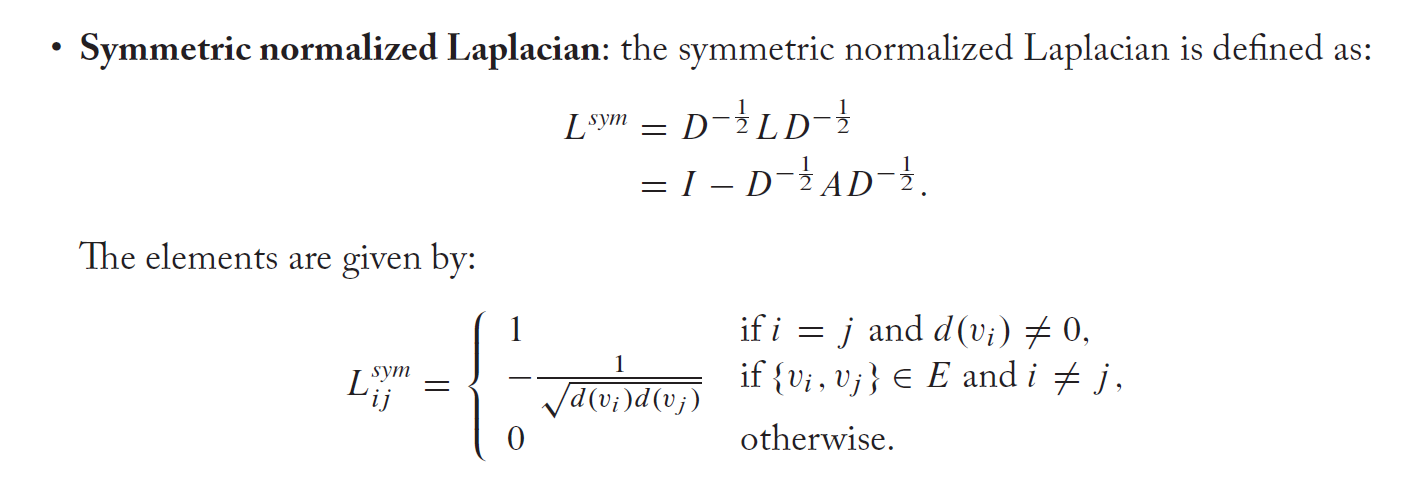 • Symmetric normalized Laplacian: the symmetric normalized Laplacian is defined as:
L^{sym} = D^{-\frac{1}{2}} L D^{-\frac{1}{2}}
= I - D^{-\frac{1}{2}} A D^{-\frac{1}{2}}.
The elements are given by:
L_{ij}^{sym} = \begin{cases} 1 & \text{if } i = j \text{ and } d(v_i) \neq 0, \\
-\frac{1}{\sqrt{d(v_i)d(v_j)}} & \text{if } \{v_i, v_j\} \in E \text{ and } i \neq j, \\
0 & \text{otherwise.} \end{cases}